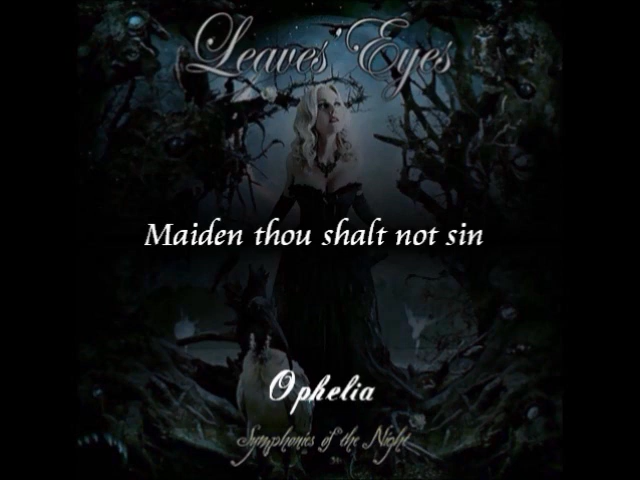 Leaves' Eyes
Maiden thou shalt not sin
Ophelia
Symphonies of the Night